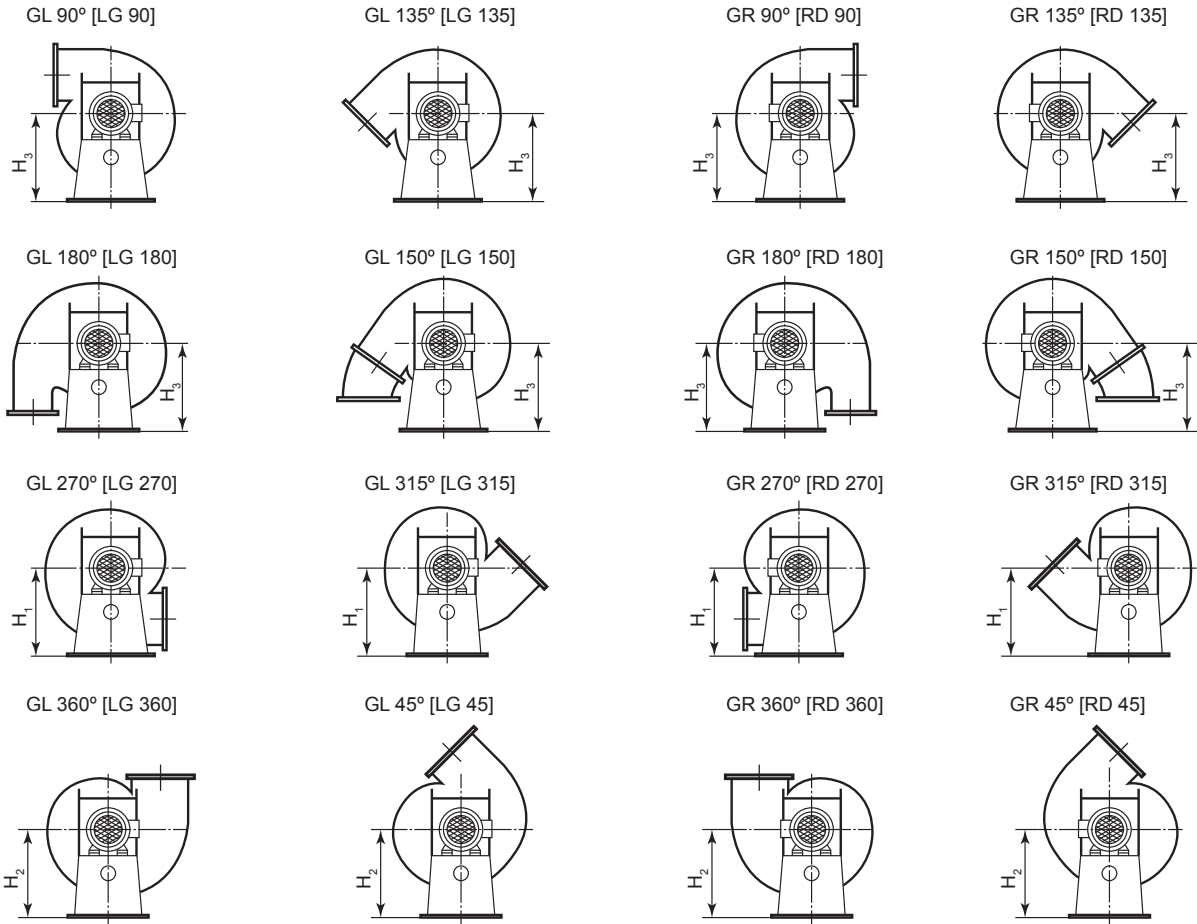 GL 90º [LG 90]
GL 135º [LG 135]
GR 90º [RD 90]
GR 135º [RD 135]
H3
H3
H3
H3
GL 180º [LG 180]
GL 150º [LG 150]
GR 180º [RD 180]
GR 150º [RD 150]
H3
H3
H3
H3
GL 270º [LG 270]
GL 315º [LG 315]
GR 270º [RD 270]
GR 315º [RD 315]
H1
H1
H1
H1
GL 360º [LG 360]
GL 45º [LG 45]
GR 360º [RD 360]
GR 45º [RD 45]
H2
H2
H2
H2